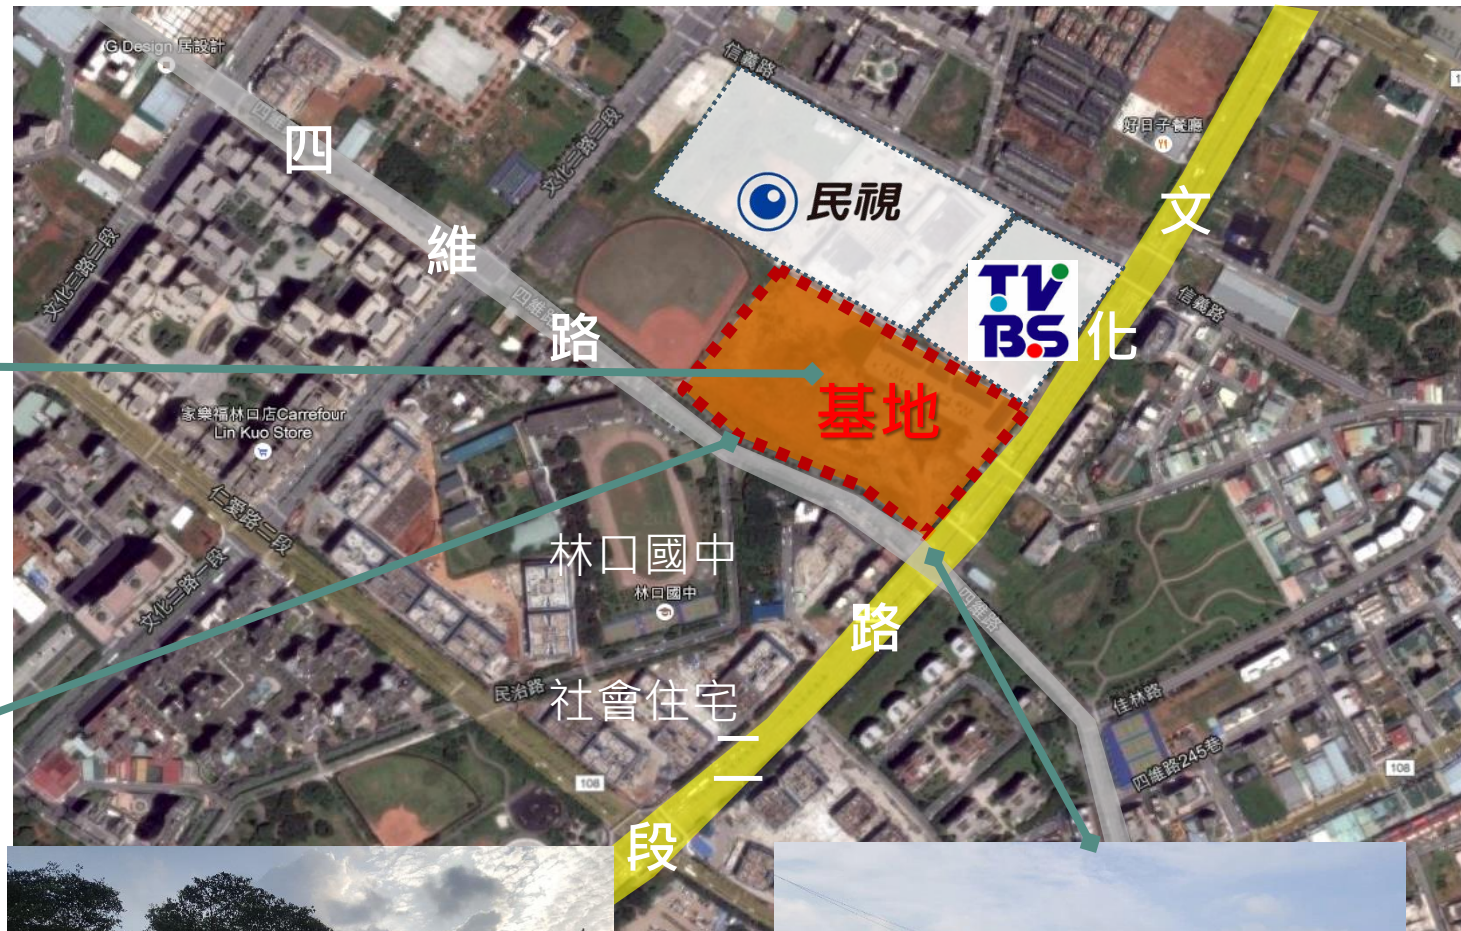 G Design 居設計
信義路
四維路
文化三路二段
好日子餐廳
民視
文化三路二段
四維路
信義路
TVBS
文化路二段
基地
家樂福林口店Carrefour
Lin Kuo Store
仁愛路二段
林口國中
林口國中
文化二路一段
四維路
民治路
社會住宅
佳林路
四維路245巷
108
108